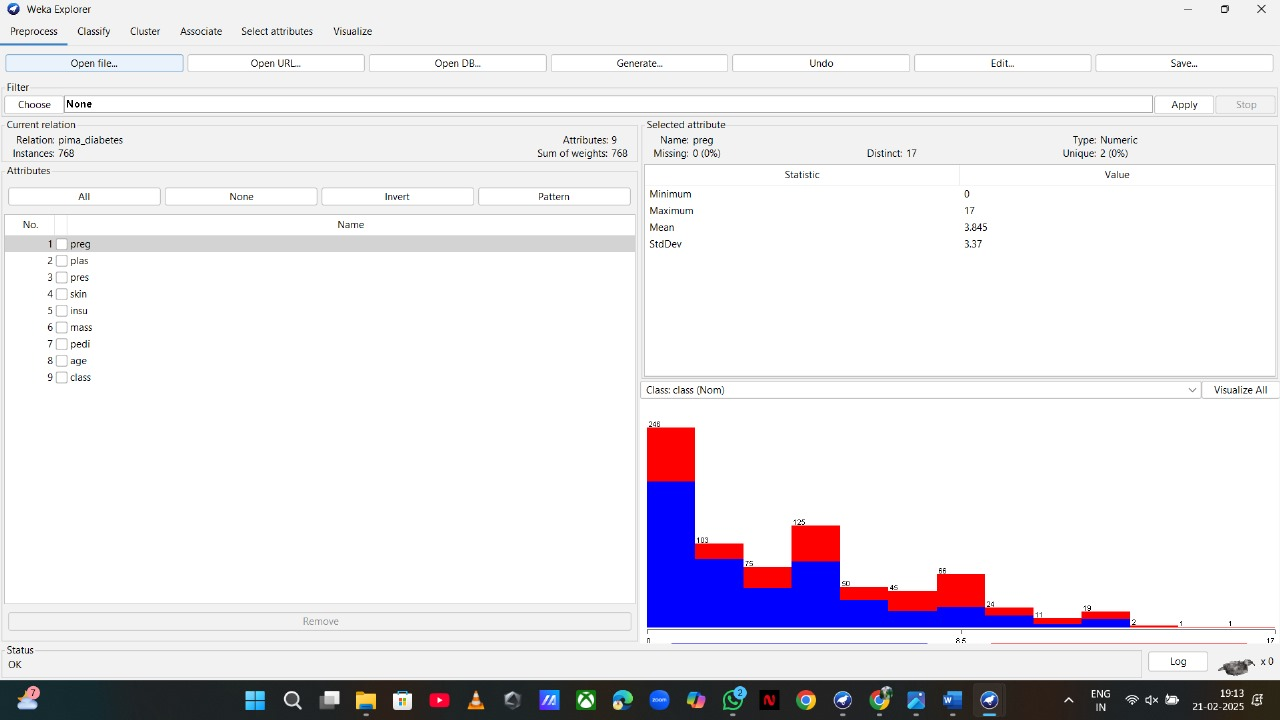 Weka Explorer
Preprocess Classify Cluster Associate Select attributes Visualize
Open file... Open URL... Open DB... Generate... Undo Edit... Save...
Filter
Choose None Apply Stop
Current relation
Relation: pima_diabetes Attributes: 9
Instances: 768 Sum of weights: 768
Attributes
All None Invert Pattern
No. Name
1 preg
2 plas
3 pres
4 skin
5 insu
6 mass
7 pedi
8 age
9 class
Remove
Selected attribute
Name: preg Type: Numeric
Missing: 0 (0%) Distinct: 17 Unique: 2 (0%)
Statistic Value
Minimum 0
Maximum 17
Mean 3.845
StdDev 3.37
Class: class (Nom) Visualize All
246
103
75
125
50
45
66
24
11
19
2
1
1
0 8.5 17
Status
OK
Log x 0
7
zoom
2
N
W
ENG
IN
19:13
21-02-2025